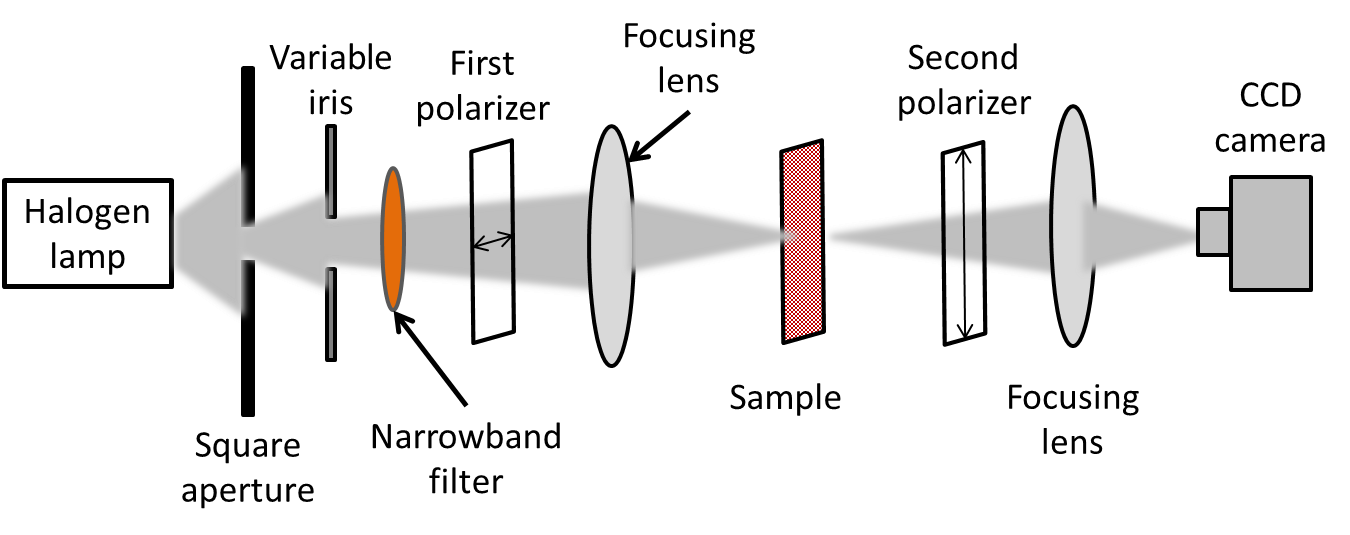 Halogen
lamp
Square
aperture
Variable
iris
Narrowband
filter
First
polarizer
Focusing
lens
Sample
Second
polarizer
Focusing
lens
CCD
camera